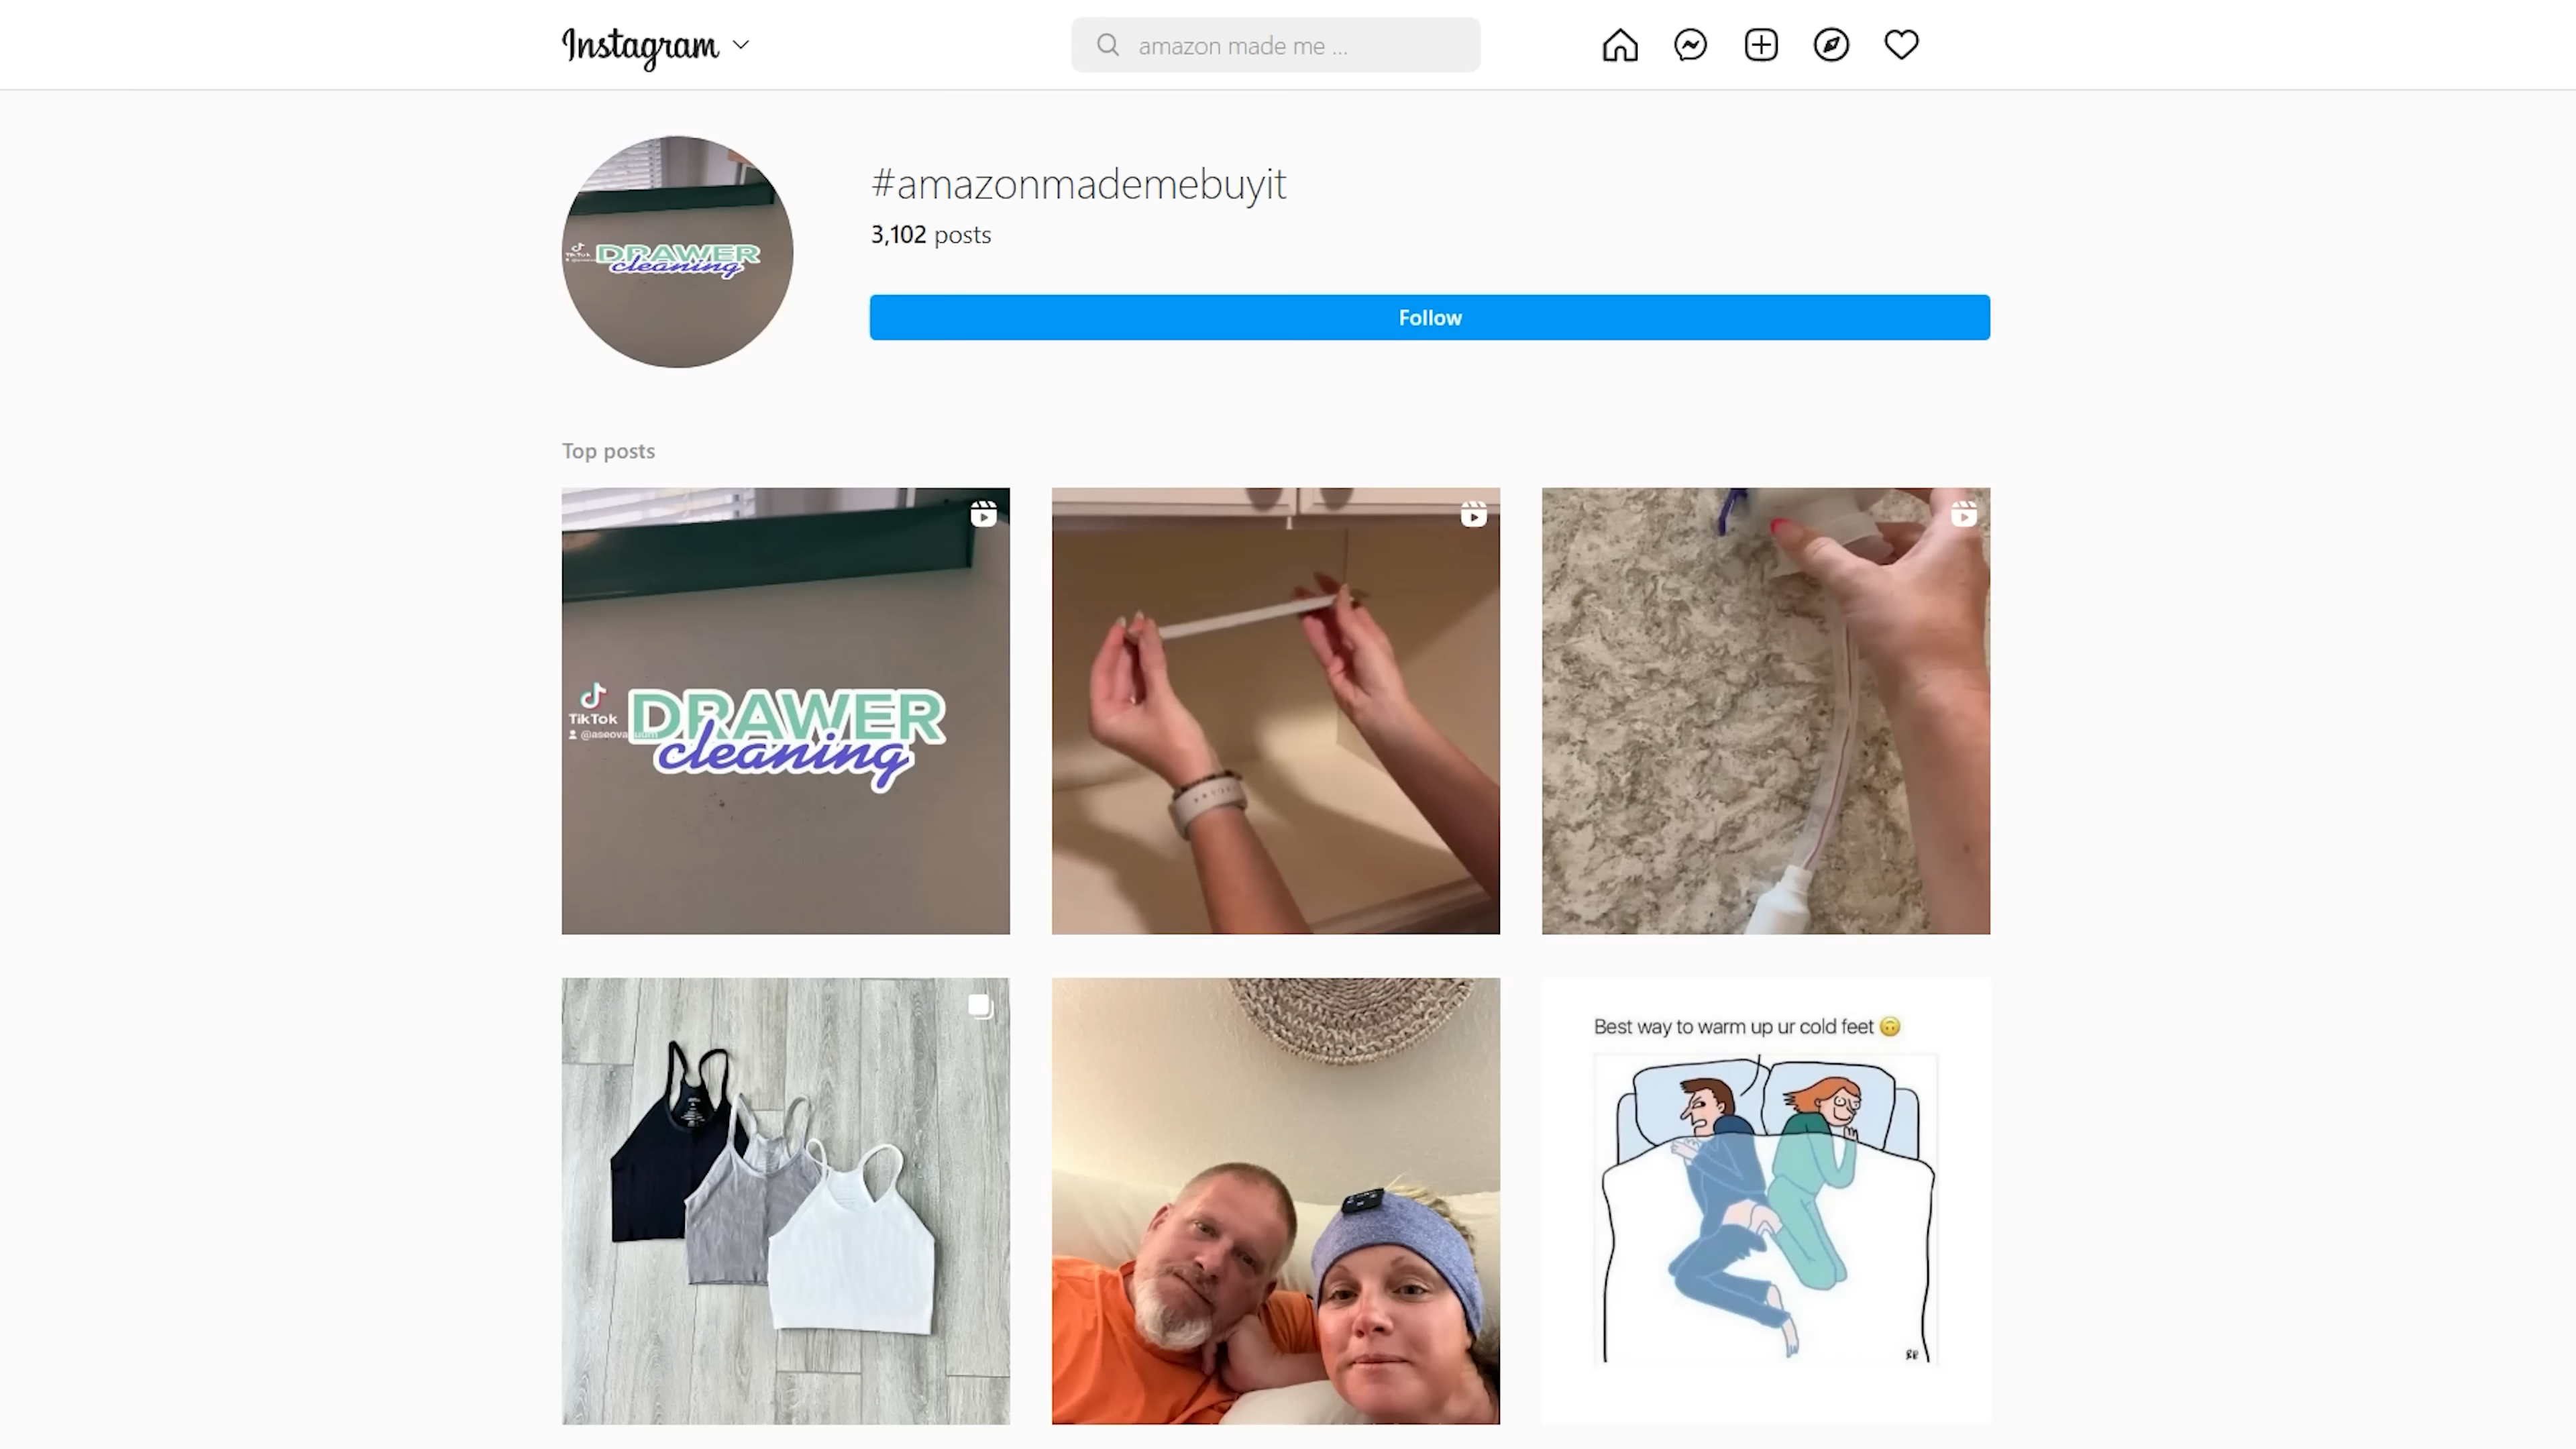 Instagram
amazon made me ...
#amazonmademebuyit
3,102 posts
Follow
DRAWER
cleaning
Top posts
TikTok
DRAWER
cleaning
Best way to warm up ur cold feet 🙃